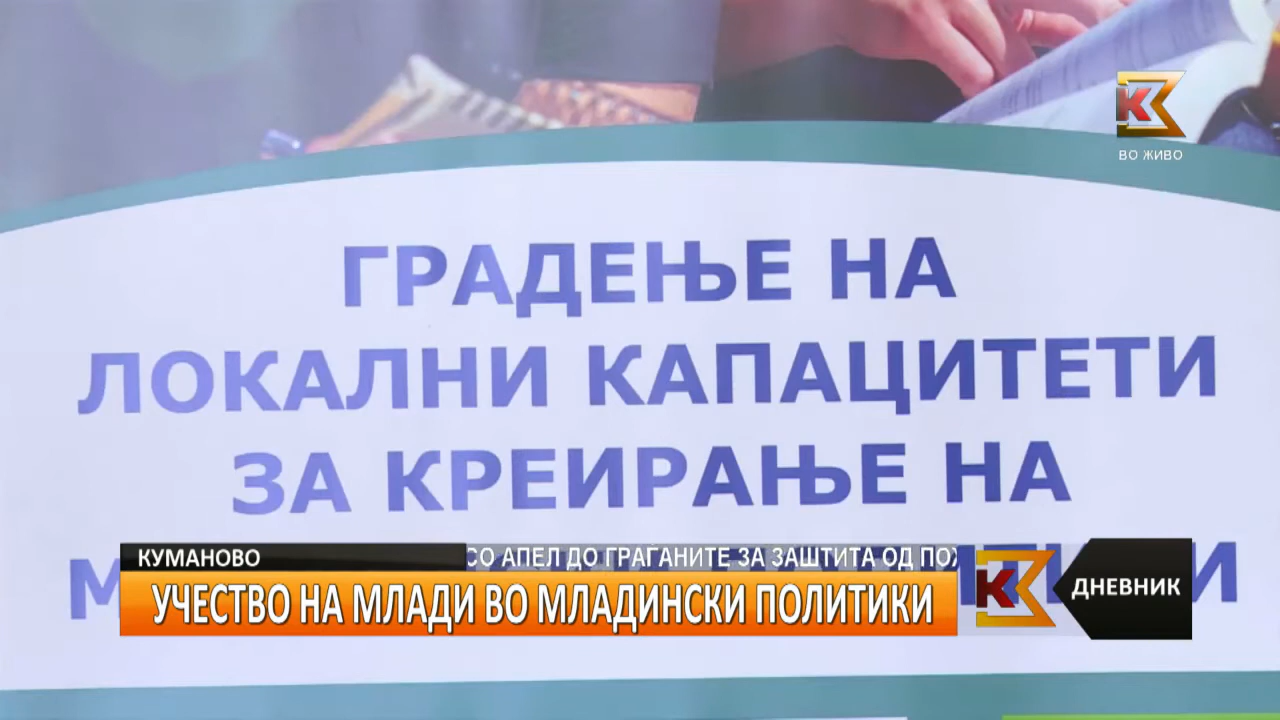 ВО ЖИВО
ГРАДЕЊЕ НА
ЛОКАЛНИ КАПАЦИТЕТИ
ЗА КРЕИРАЊЕ НА
КУМАНОВО
СО АПЕЛ ДО ГРАЃАНИТЕ ЗА ЗАШТИТА ОД
УЧЕСТВО НА МЛАДИ ВО МЛАДИНСКИ ПОЛИТИКИ
ДНЕВНИК